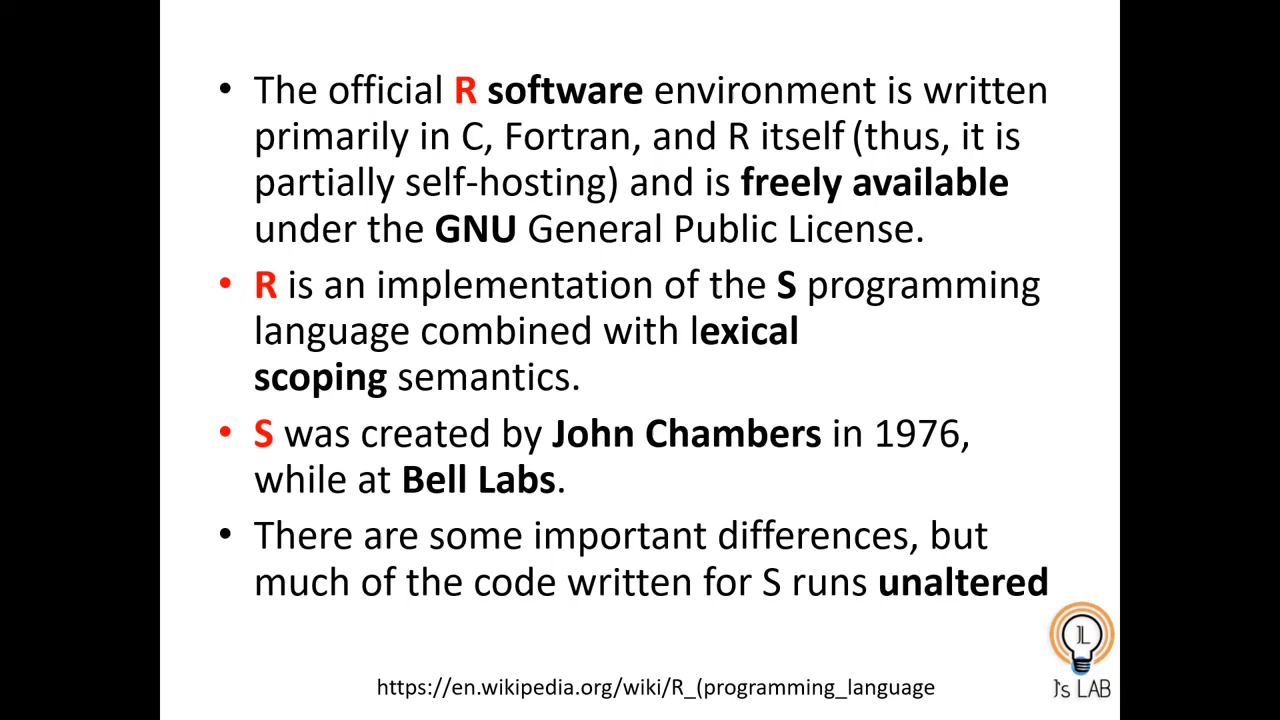 • The official R software environment is written
primarily in C, Fortran, and R itself (thus, it is
partially self-hosting) and is freely available
under the GNU General Public License.
• R is an implementation of the S programming
language combined with lexical
scoping semantics.
• S was created by John Chambers in 1976,
while at Bell Labs.
• There are some important differences, but
much of the code written for S runs unaltered
JL
J's LAB
https://en.wikipedia.org/wiki/R_(programming_language